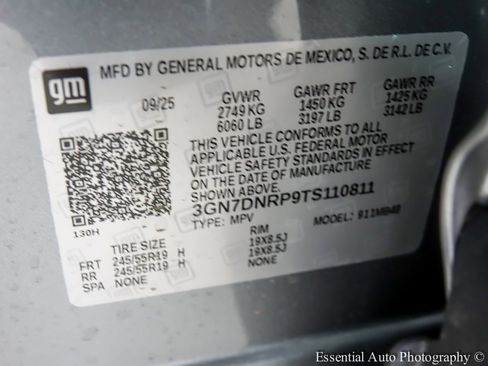 gm
MFD BY GENERAL MOTORS DE MEXICO, S. DE R.L. DE C.V.
09/25 GVWR GAWR FRT GAWR RR
2749 KG 1450 KG 1425 KG
6060 LB 3197 LB 3142 LB
THIS VEHICLE CONFORMS TO ALL
APPLICABLE U.S. FEDERAL MOTOR
VEHICLE SAFETY STANDARDS IN
EFFECT ON THE DATE OF MANUFACTURE
SHOWN ABOVE.
3GN7DNRP9TS110811
130H TYPE: MPV 911MB48
TIRE SIZE RIM
FRT 245/55R19 H 19X8.5J
RR 245/55R19 H 19X8.5J
SPA NONE NONE
Essential Auto Photography ©